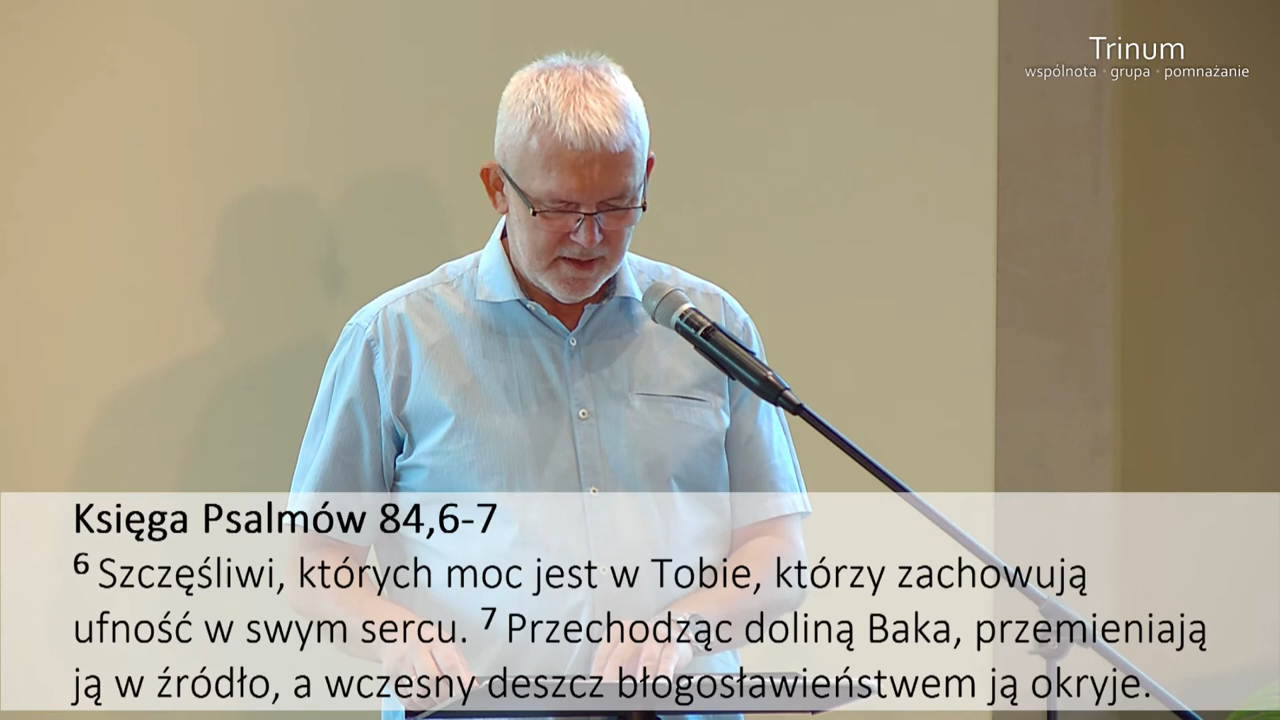 Trinum
wspólnota · grupa · pomnażanie
Księga Psalmów 84,6-7
6 Szczęśliwi, których moc jest w Tobie, którzy zachowują
ufność w swym sercu. 7 Przechodząc doliną Baka, przemieniają
ją w źródło, a wczesny deszcz błogosławieństwem ją okryje.